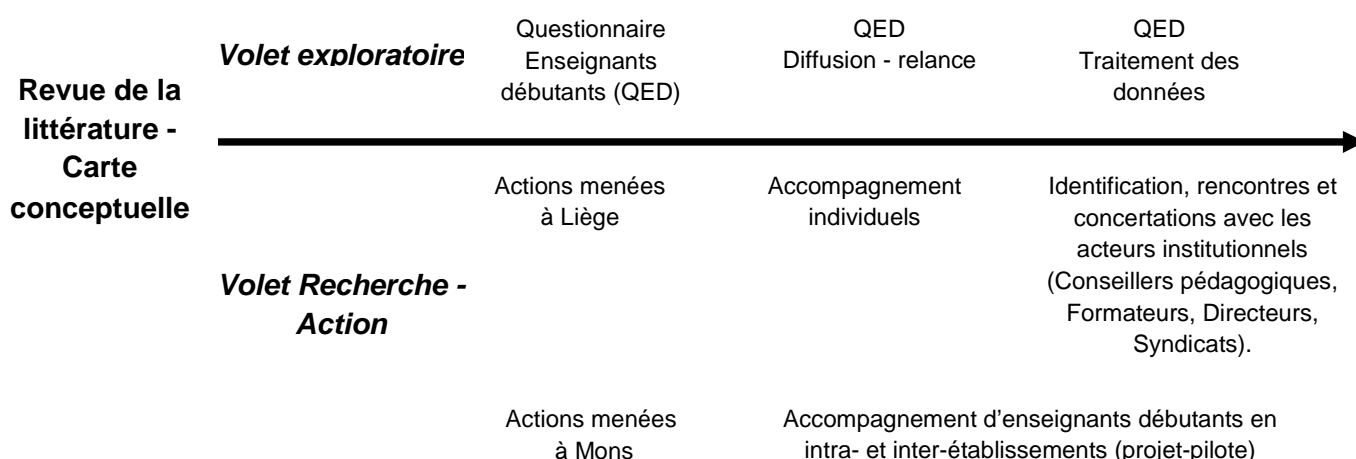 Revue de la
littérature -
Carte
conceptuelle
Volet exploratoire
Questionnaire
Enseignants
débutants (QED)
QED
Diffusion - relance
QED
Traitement des
données
Volet Recherche -
Action
Actions menées
à Liège
Accompagnement
individuels
Identification, rencontres et
concertations avec les
acteurs institutionnels
(Conseillers pédagogiques,
Formateurs, Directeurs,
Syndicats).
Actions menées
à Mons
Accompagnement d'enseignants débutants en
intra- et inter-établissements (projet-pilote)